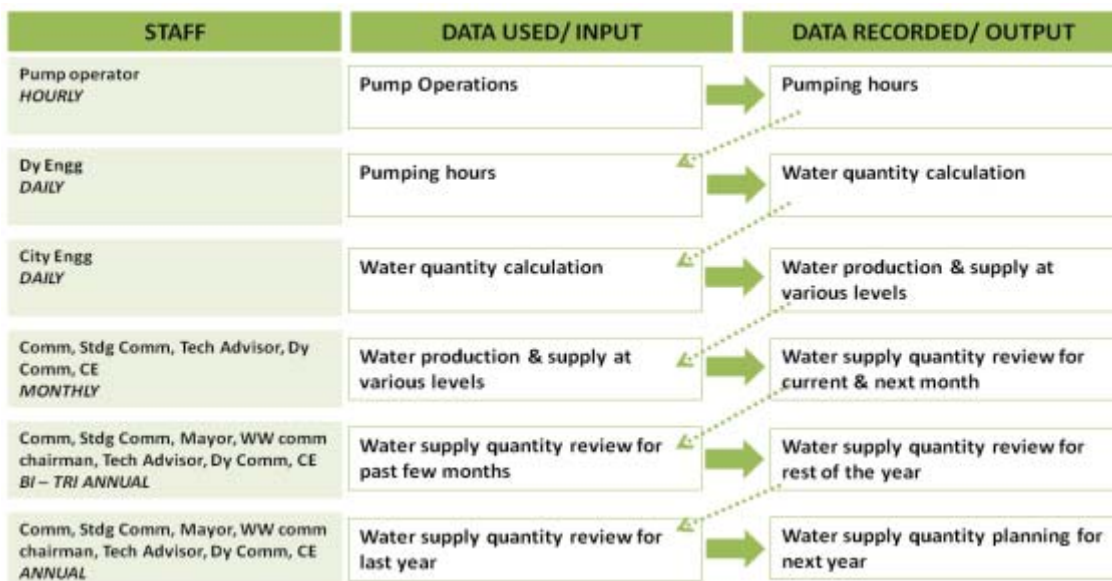 STAFF
DATA USED/ INPUT
DATA RECORDED/ OUTPUT
Pump operator
HOURLY
Pump Operations
Pumping hours
Dy Engg
DAILY
Pumping hours
Water quantity calculation
City Engg
DAILY
Water quantity calculation
Water production & supply at
various levels
Comm, Stdg Comm, Tech Advisor, Dy
Comm, CE
MONTHLY
Water production & supply at
various levels
Water supply quantity review for
current & next month
Comm, Stdg Comm, Mayor, WW comm
chairman, Tech Advisor, Dy Comm, CE
BI – TRI ANNUAL
Water supply quantity review for
past few months
Water supply quantity review for
rest of the year
Comm, Stdg Comm, Mayor, WW comm
chairman, Tech Advisor, Dy Comm, CE
ANNUAL
Water supply quantity review for
last year
Water supply quantity planning for
next year